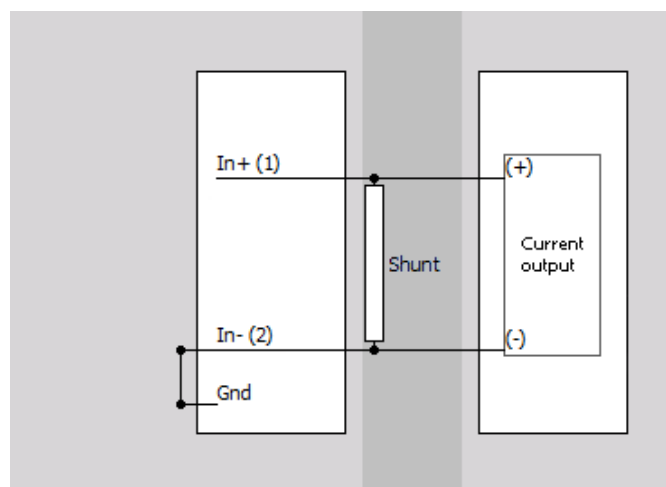 In+ (1)
(+)
Shunt
Current
output
In- (2)
(-)
Gnd